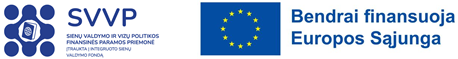 SVVP
SIENŲ VALDYMO IR VIZŲ POLITIKOS
FINANSINĖS PARAMOS PRIEMONĖ
ĮTRAUKTA Į INTEGRUOTO SIENŲ
VALDYMO FONDĄ
Bendrai finansuoja
Europos Sąjunga